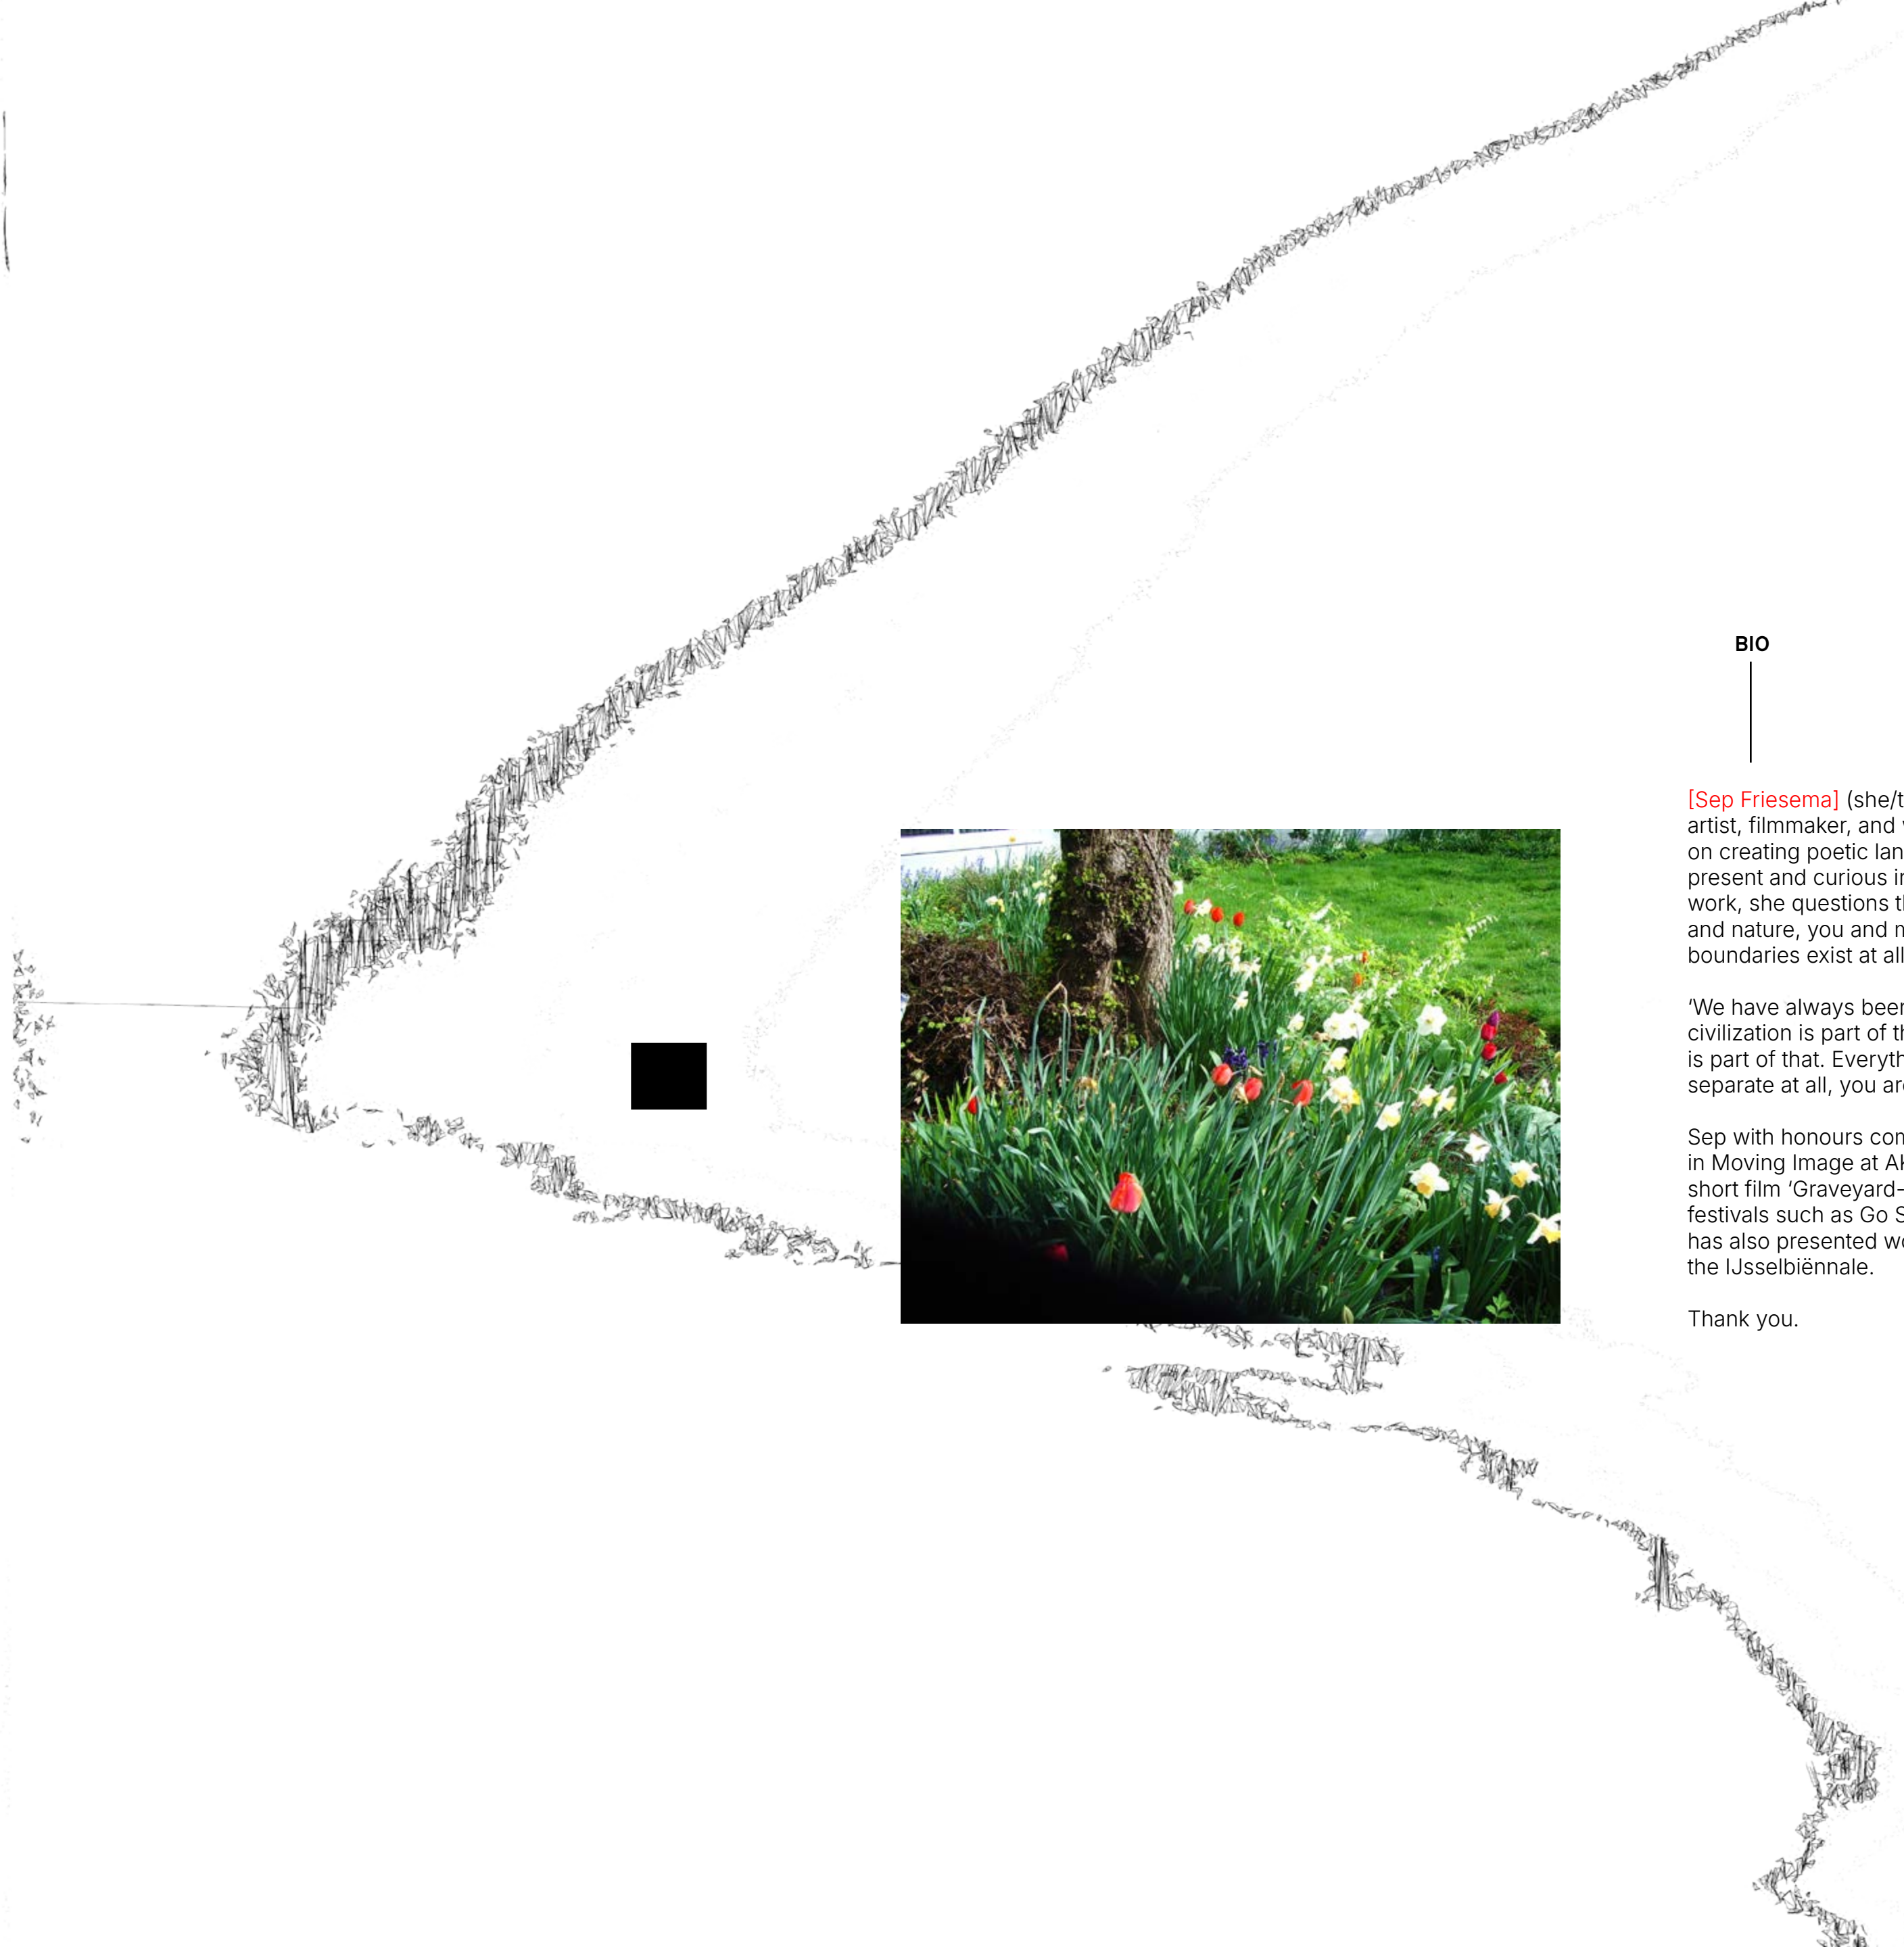 BIO
[Sep Friesema] (she/t
artist, filmmaker, and
on creating poetic lan
present and curious in
work, she questions t
and nature, you and m
boundaries exist at all
‘We have always been
civilization is part of th
is part of that. Everyth
separate at all, you are
Sep with honours com
in Moving Image at Ak
short film ‘Graveyard-
festivals such as Go S
has also presented wo
the IJsselbiënnale.
Thank you.